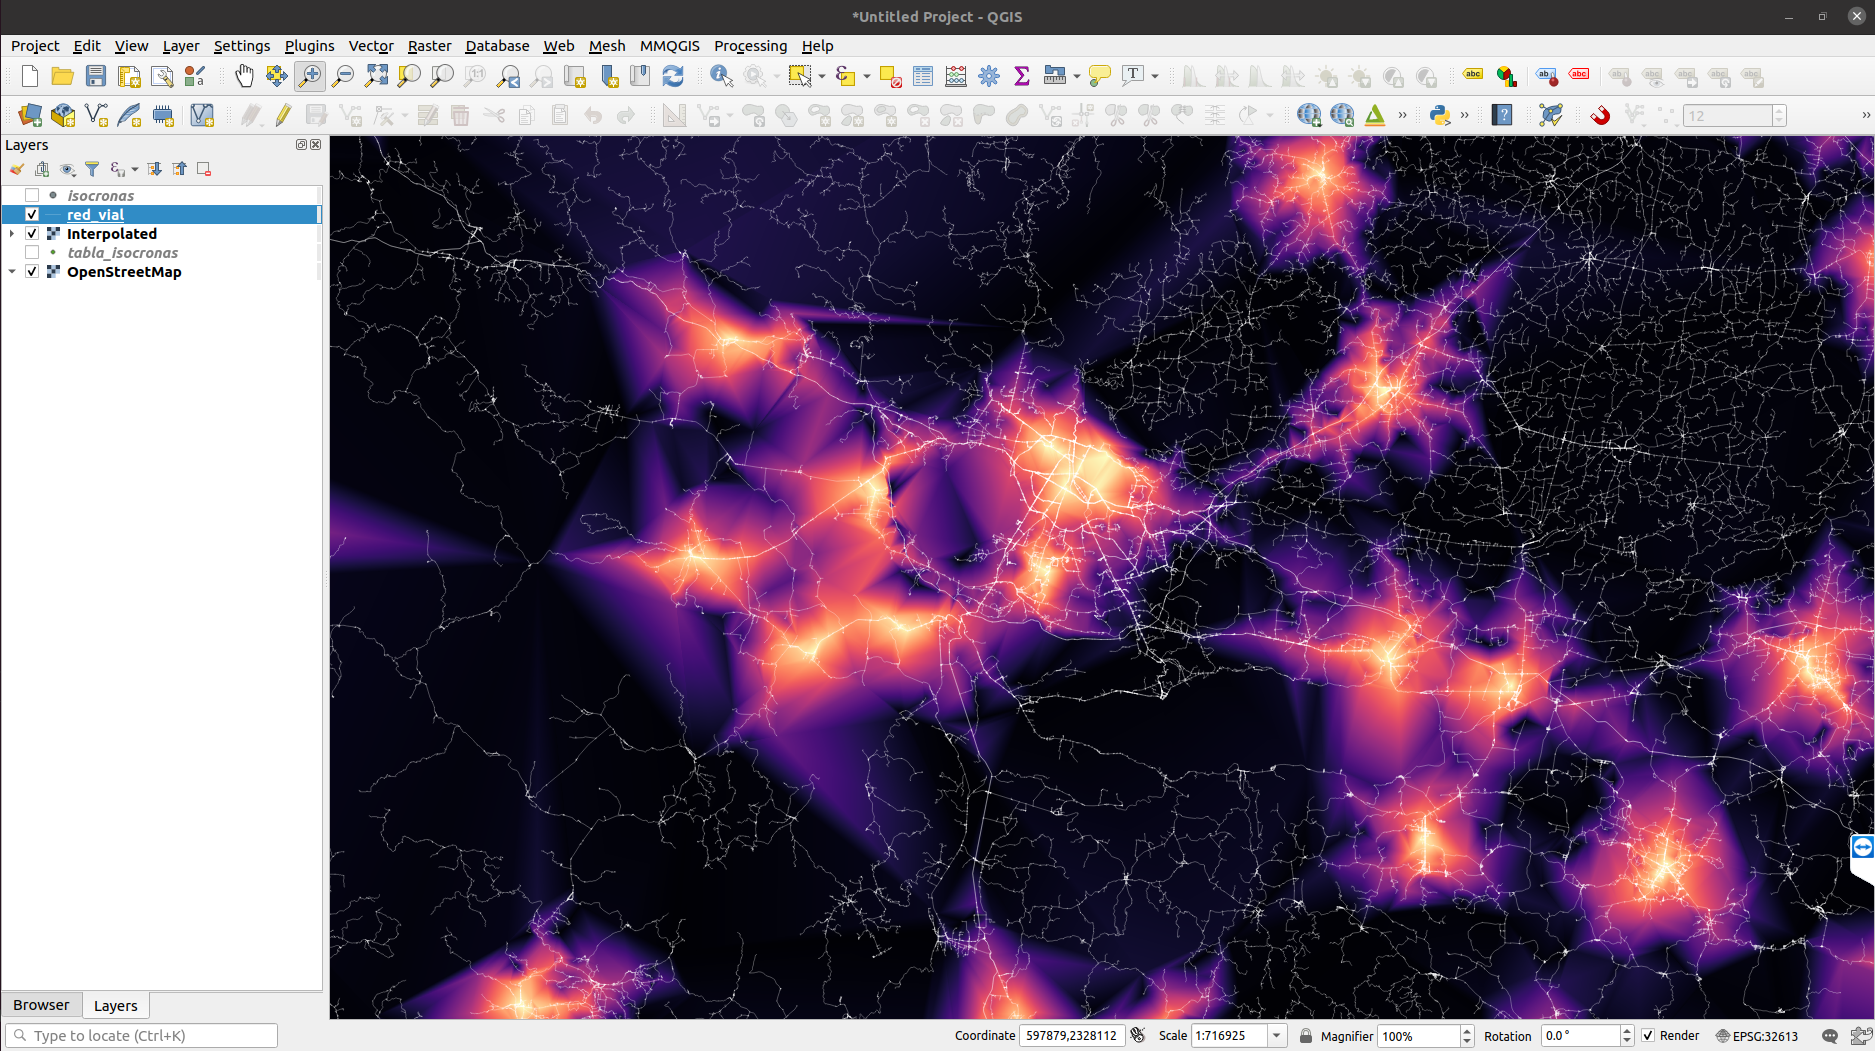 *Untitled Project - QGIS
Project Edit View Layer Settings Plugins Vector Raster Database Web Mesh MMQGIS Processing Help
Layers
isocronas
red_vial
Interpolated
tabla_isocronas
OpenStreetMap
Browser Layers
Type to locate (Ctrl+K)
Coordinate 597879,2328112 Scale 1:716925 Magnifier 100% Rotation 0.0 ° Render EPSG:32613
12